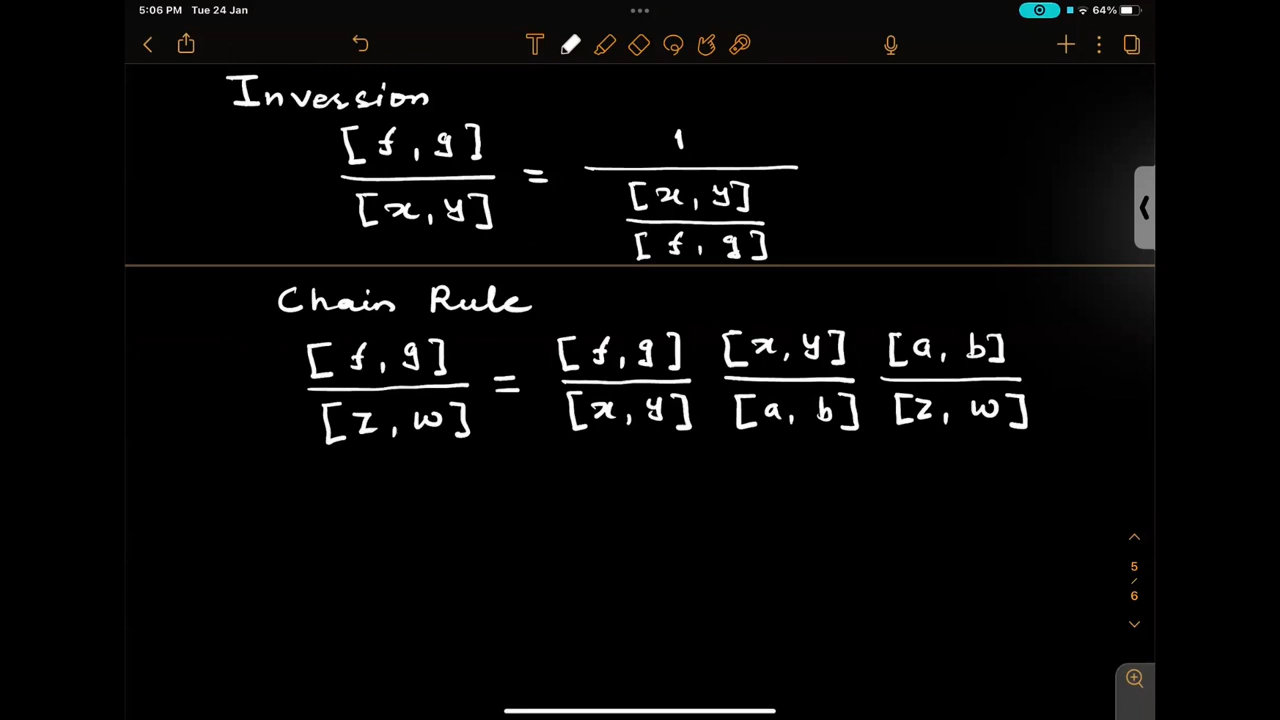 5:06 PM Tue 24 Jan
64%
Inversion
[f, g] / [x, y] = 1 / ([x, y] / [f, g])
Chain Rule
[f, g] / [z, w] = [f, g] / [x, y] [x, y] / [a, b] [a, b] / [z, w]
5
/
6